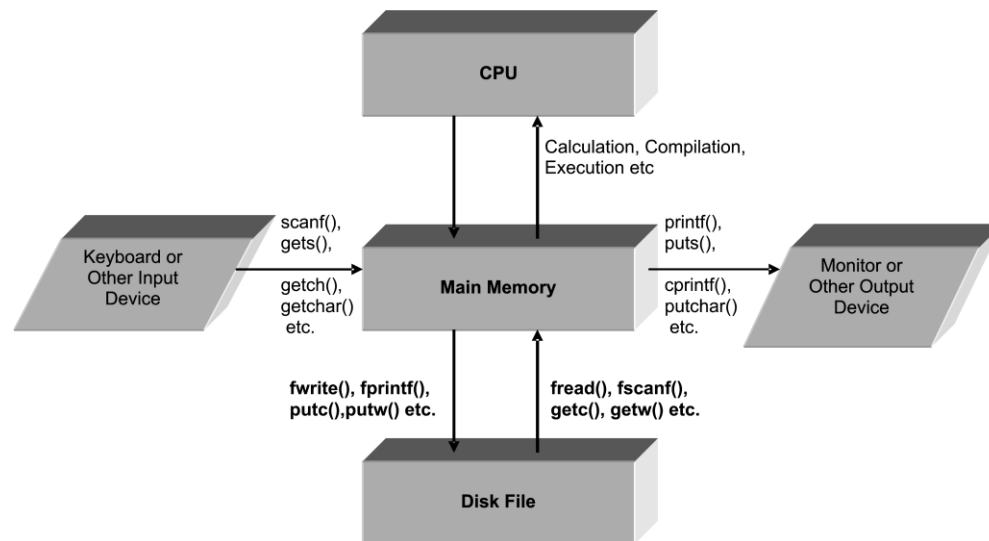 CPU
Calculation, Compilation,
Execution etc
scanf(),
gets(),
printf(),
puts(),
Keyboard or
Other Input
Device
getch(),
getchar()
etc.
Main Memory
cprintf(),
putchar()
etc.
Monitor or
Other Output
Device
fwrite(), fprintf(),
putc(),putw() etc.
fread(), fscanf(),
getc(), getw() etc.
Disk File